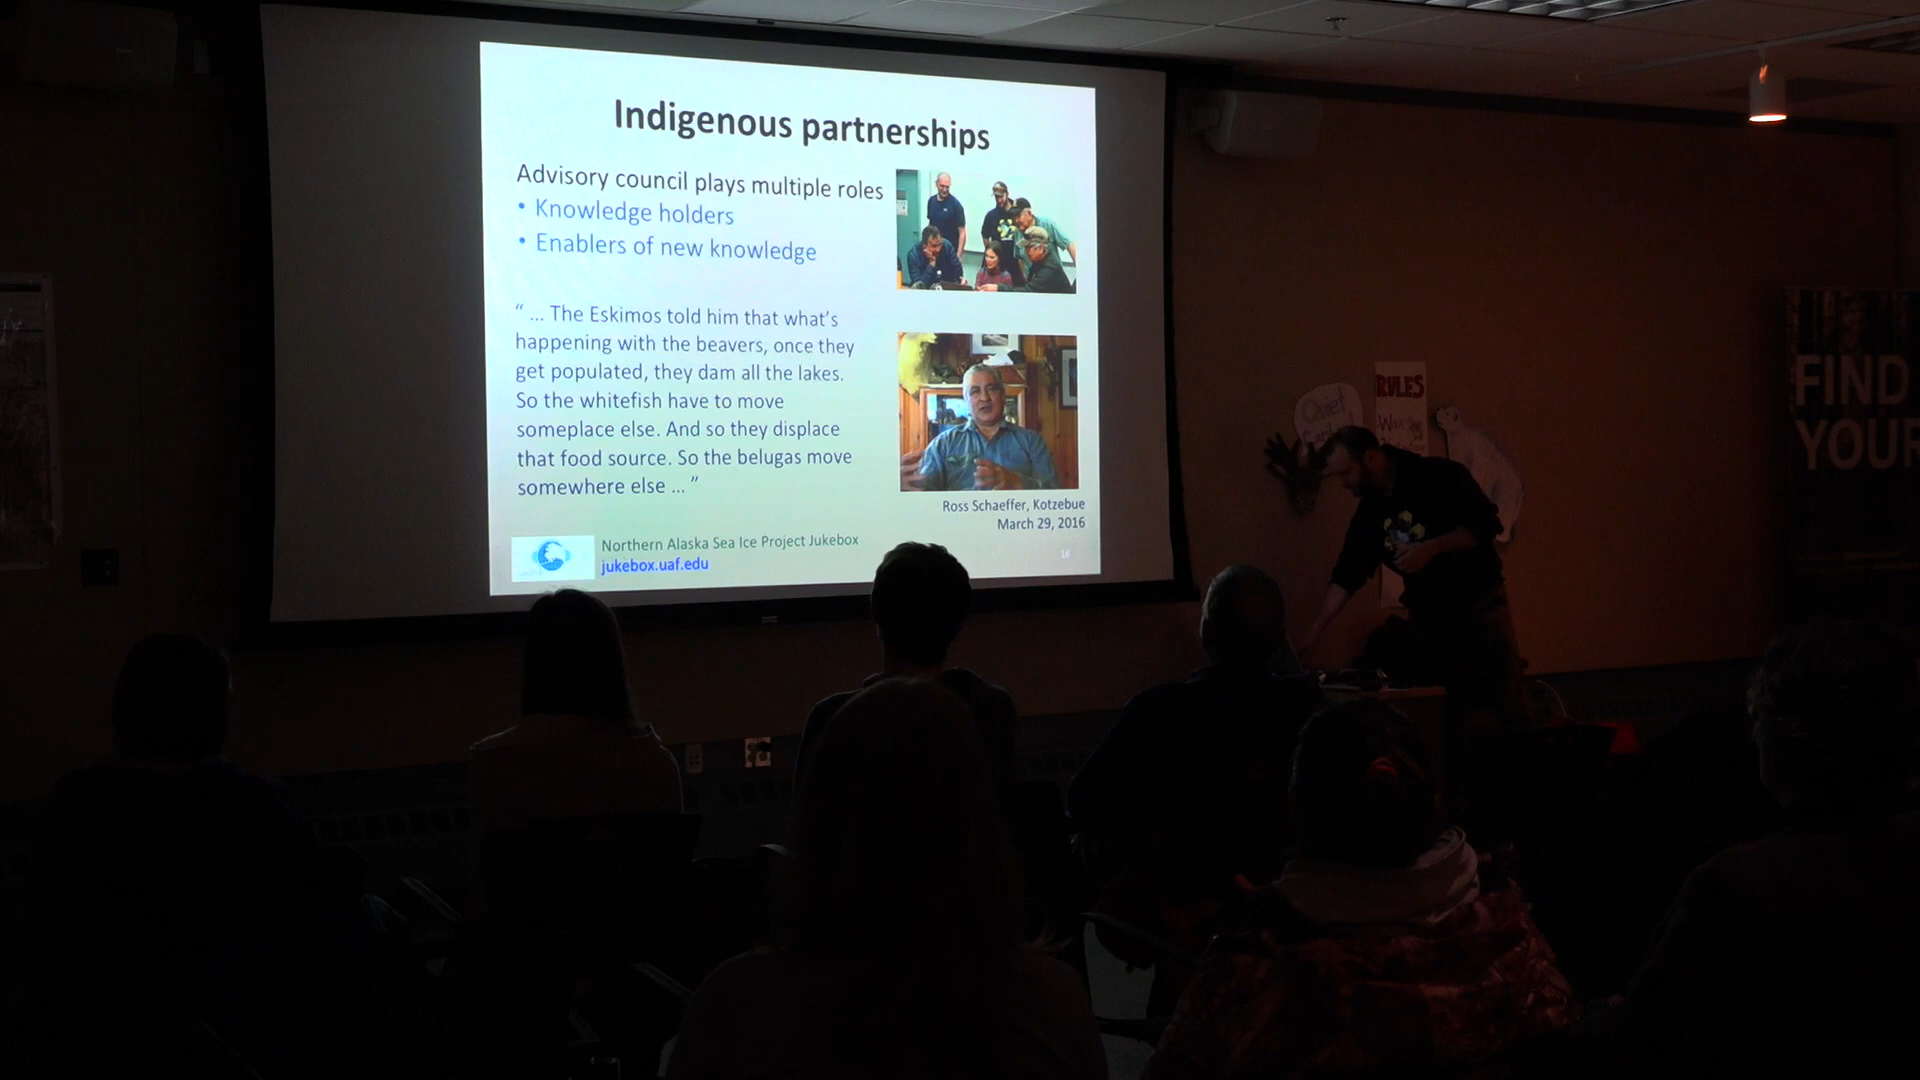 Indigenous partnerships
Advisory council plays multiple roles
• Knowledge holders
• Enablers of new knowledge
“ ... The Eskimos told him that what’s
happening with the beavers, once they
get populated, they dam all the lakes.
So the whitefish have to move
someplace else. And so they displace
that food source. So the belugas move
somewhere else ... ”
Ross Schaeffer, Kotzebue
March 29, 2016
Northern Alaska Sea Ice Project Jukebox
jukebox.uaf.edu
16
Chief
RULES
FIND
YOUR